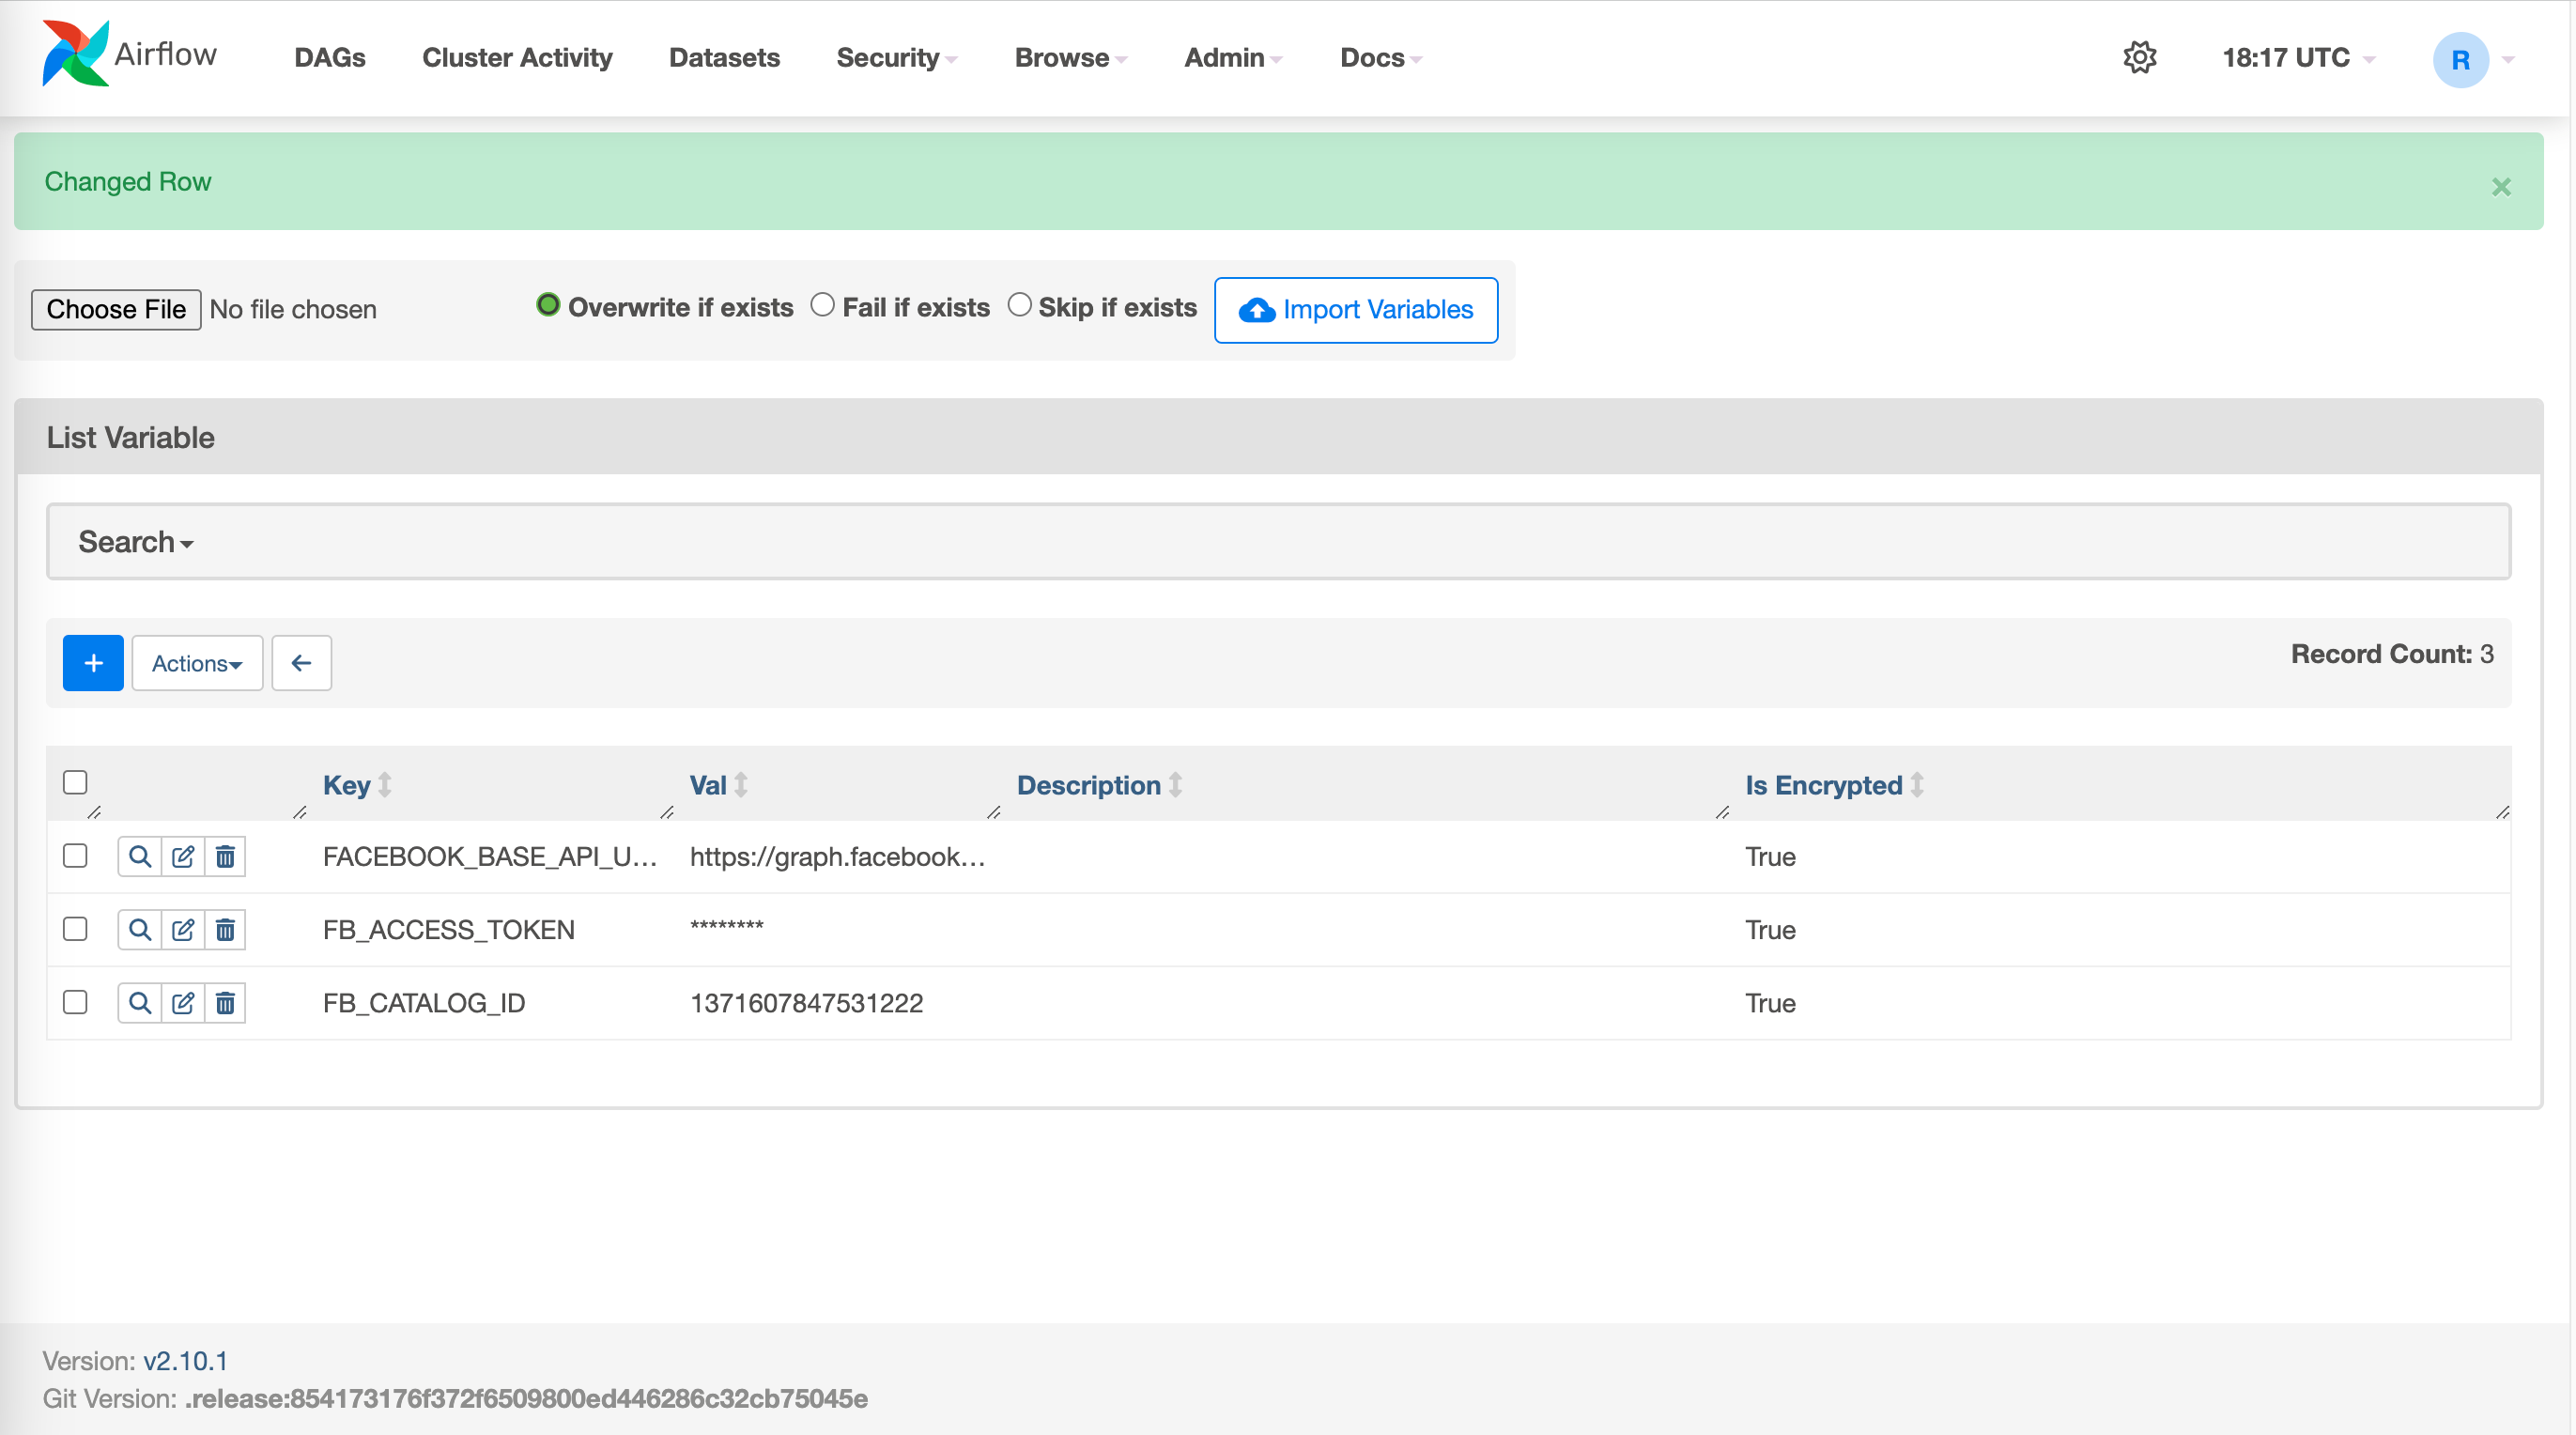 Airflow DAGs Cluster Activity Datasets Security Browse Admin Docs 18:17 UTC R
Changed Row ×
Choose File No file chosen Overwrite if exists Fail if exists Skip if exists Import Variables
List Variable
Search
+ Actions Record Count: 3
Key Val Description Is Encrypted
FACEBOOK_BASE_API_U... https://graph.facebook... True
FB_ACCESS_TOKEN ******** True
FB_CATALOG_ID 1371607847531222 True
Version: v2.10.1
Git Version: .release:854173176f372f6509800ed446286c32cb75045e